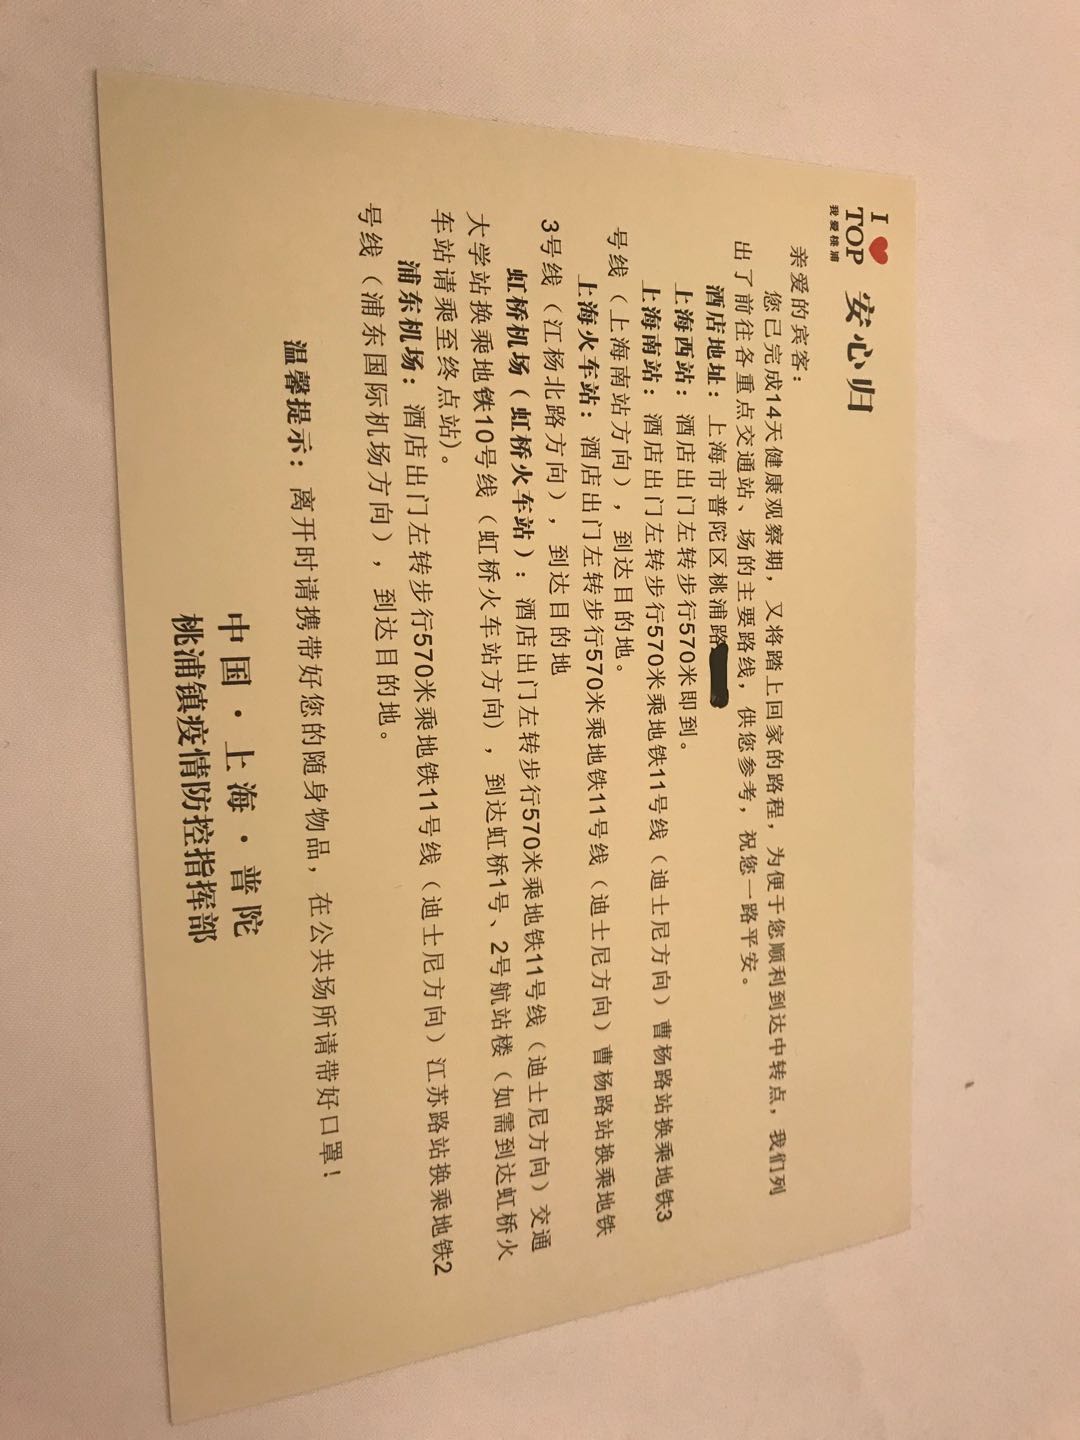 I ❤ TOP
我爱桃浦
安心归
亲爱的宾客：
您已完成14天健康观察期，又将踏上回家的路程，为便于您顺利到达中转点，我们列
出了前往各重点交通站、场的主要路线，供您参考，祝您一路平安。
酒店地址：上海市普陀区桃浦路
上海西站：酒店出门左转步行570米即到。
上海南站：酒店出门左转步行570米乘地铁11号线（迪士尼方向）曹杨路站换乘地铁3
号线（上海南站方向），到达目的地。
上海火车站：酒店出门左转步行570米乘地铁11号线（迪士尼方向）曹杨路站换乘地铁
3号线（江杨北路方向），到达目的地
虹桥机场（虹桥火车站）：酒店出门左转步行570米乘地铁11号线（迪士尼方向）交通
大学站换乘地铁10号线（虹桥火车站方向），到达虹桥1号、2号航站楼（如需到达虹桥火
车站请乘至终点站）。
浦东机场：酒店出门左转步行570米乘地铁11号线（迪士尼方向）江苏路站换乘地铁2
号线（浦东国际机场方向），到达目的地。
温馨提示：离开时请携带好您的随身物品，在公共场所请带好口罩！
中国·上海·普陀
桃浦镇疫情防控指挥部